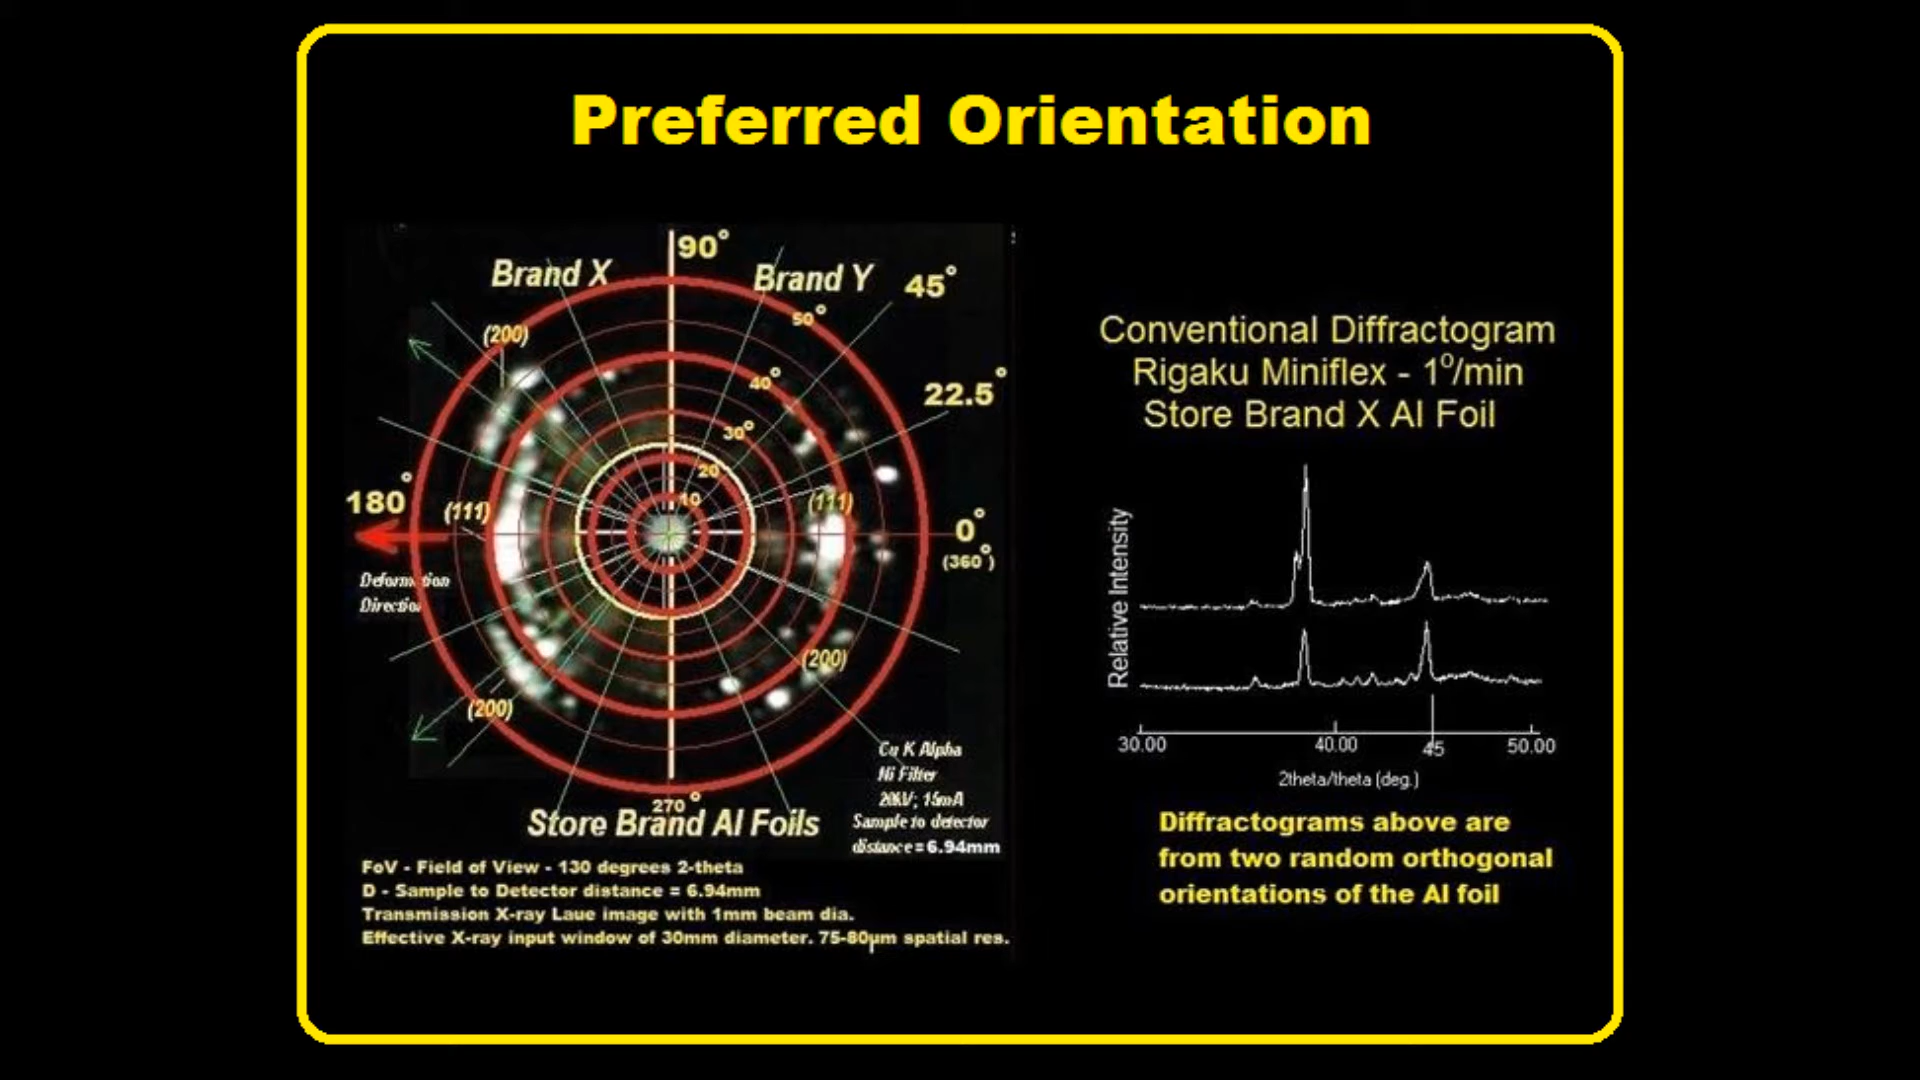 Preferred Orientation
90°
Brand X
Brand Y
45°
50°
(200)
40°
22.5°
30°
20
180°
(111)
10
(111)
0°
(360°)
Deformation
Direction
(200)
(200)
Cu K Alpha
Ni Filter
20kV; 15mA
270°
Store Brand Al Foils
Sample to detector
distance = 6.94mm
FoV - Field of View - 130 degrees 2-theta
D - Sample to Detector distance = 6.94mm
Transmission X-ray Laue image with 1mm beam dia.
Effective X-ray input window of 30mm diameter. 75-80µm spatial res.
Conventional Diffractogram
Rigaku Miniflex - 1⁰/min
Store Brand X Al Foil
Relative Intensity
30.00 40.00 45 50.00
2theta/theta (deg.)
Diffractograms above are
from two random orthogonal
orientations of the Al foil